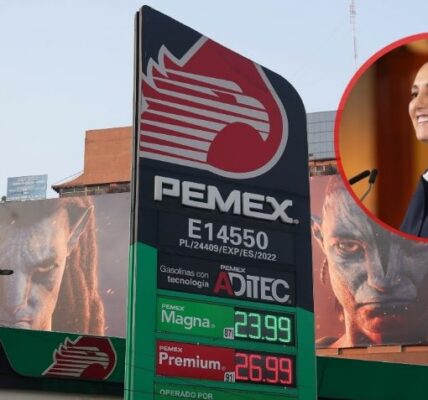 PEMEX®
E14550
PL/24409/EXP/ES/2022
Gasolinas con
tecnología
PEMEX
ADITEC
PEMEX
Magna 23.99
PEMEX
Premium 26.99
OPERADO POR